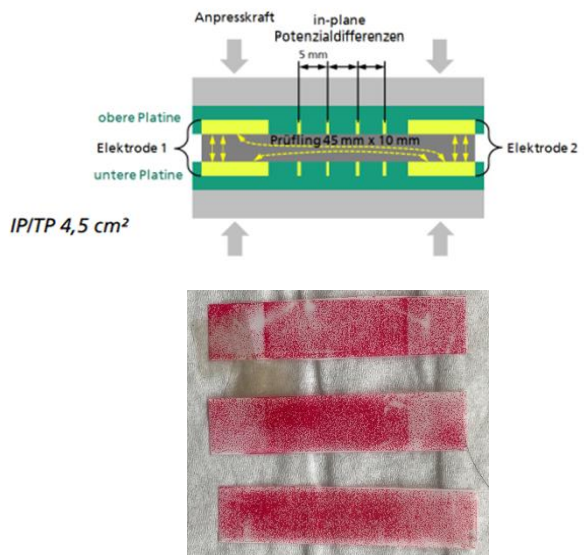 Anpresskraft
in-plane
Potenzialdifferenzen
5 mm
obere Platine
Prüfling 45 mm x 10 mm
Elektrode 1
Elektrode 2
untere Platine
IP/TP 4,5 cm²